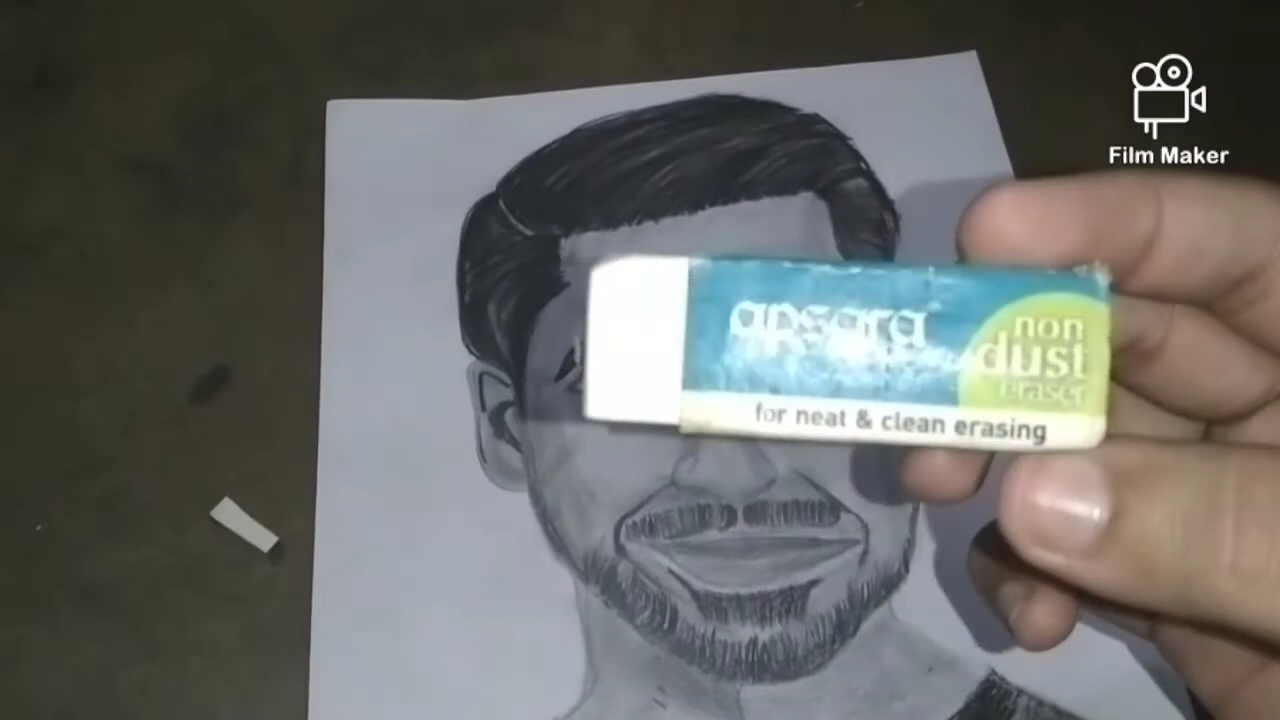 Film Maker
apsara
non
dust
eraser
for neat & clean erasing